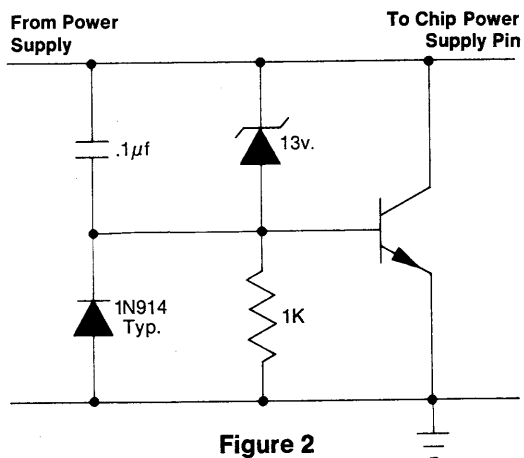 From Power
Supply
To Chip Power
Supply Pin
.1µf
13v.
1N914
Typ.
1K
Figure 2